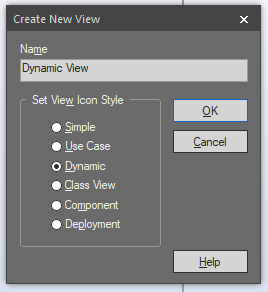 Create New View
Name
Dynamic View
Set View Icon Style
Simple
Use Case
Dynamic
Class View
Component
Deployment
OK
Cancel
Help